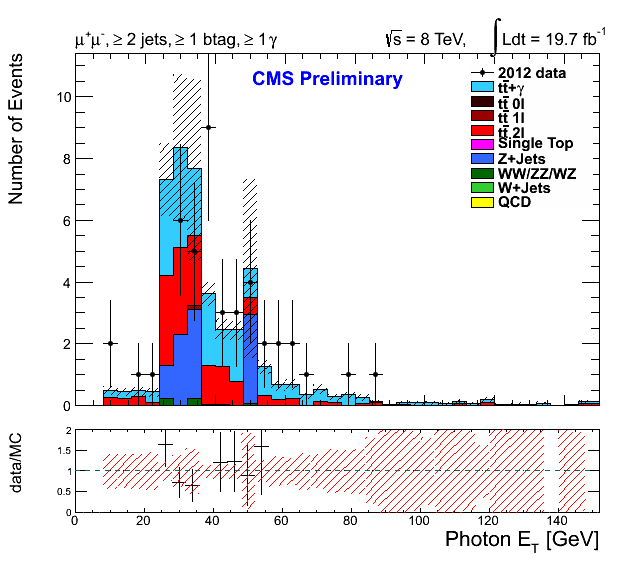 μ⁺μ⁻, ≥ 2 jets, ≥ 1 btag, ≥ 1 γ
√s = 8 TeV, ∫ Ldt = 19.7 fb⁻¹
CMS Preliminary
2012 data
tt̄+γ
tt̄ 0l
tt̄ 1l
tt̄ 2l
Single Top
Z+Jets
WW/ZZ/WZ
W+Jets
QCD
Number of Events
10
8
6
4
2
0
data/MC
2
1.5
1
0.5
0
0 20 40 60 80 100 120 140
Photon E_T [GeV]